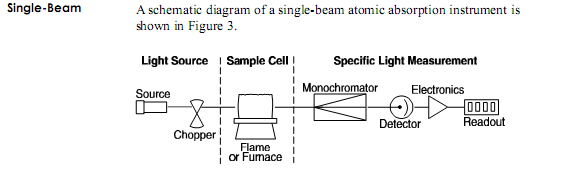 Single-Beam
A schematic diagram of a single-beam atomic absorption instrument is
shown in Figure 3.
Light Source
Sample Cell
Specific Light Measurement
Source
Chopper
Flame
or Furnace
Monochromator
Electronics
Detector
Readout